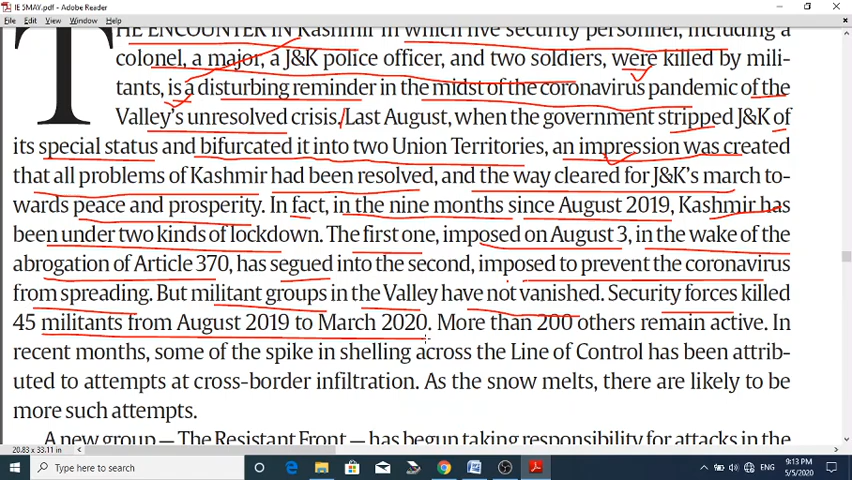 IE 5MAY.pdf - Adobe Reader
File Edit View Window Help
THE ENCOUNTER IN Kashmir in which five security personnel, including a
colonel, a major, a J&K police officer, and two soldiers, were killed by mili-
tants, is a disturbing reminder in the midst of the coronavirus pandemic of the
Valley's unresolved crisis. Last August, when the government stripped J&K of
its special status and bifurcated it into two Union Territories, an impression was created
that all problems of Kashmir had been resolved, and the way cleared for J&K's march to-
wards peace and prosperity. In fact, in the nine months since August 2019, Kashmir has
been under two kinds of lockdown. The first one, imposed on August 3, in the wake of the
abrogation of Article 370, has segued into the second, imposed to prevent the coronavirus
from spreading. But militant groups in the Valley have not vanished. Security forces killed
45 militants from August 2019 to March 2020. More than 200 others remain active. In
recent months, some of the spike in shelling across the Line of Control has been attrib-
uted to attempts at cross-border infiltration. As the snow melts, there are likely to be
more such attempts.
A new group — The Resistant Front — has begun taking responsibility for attacks in the
20.83 x 33.11 in
Type here to search
ENG
9:13 PM
5/5/2020